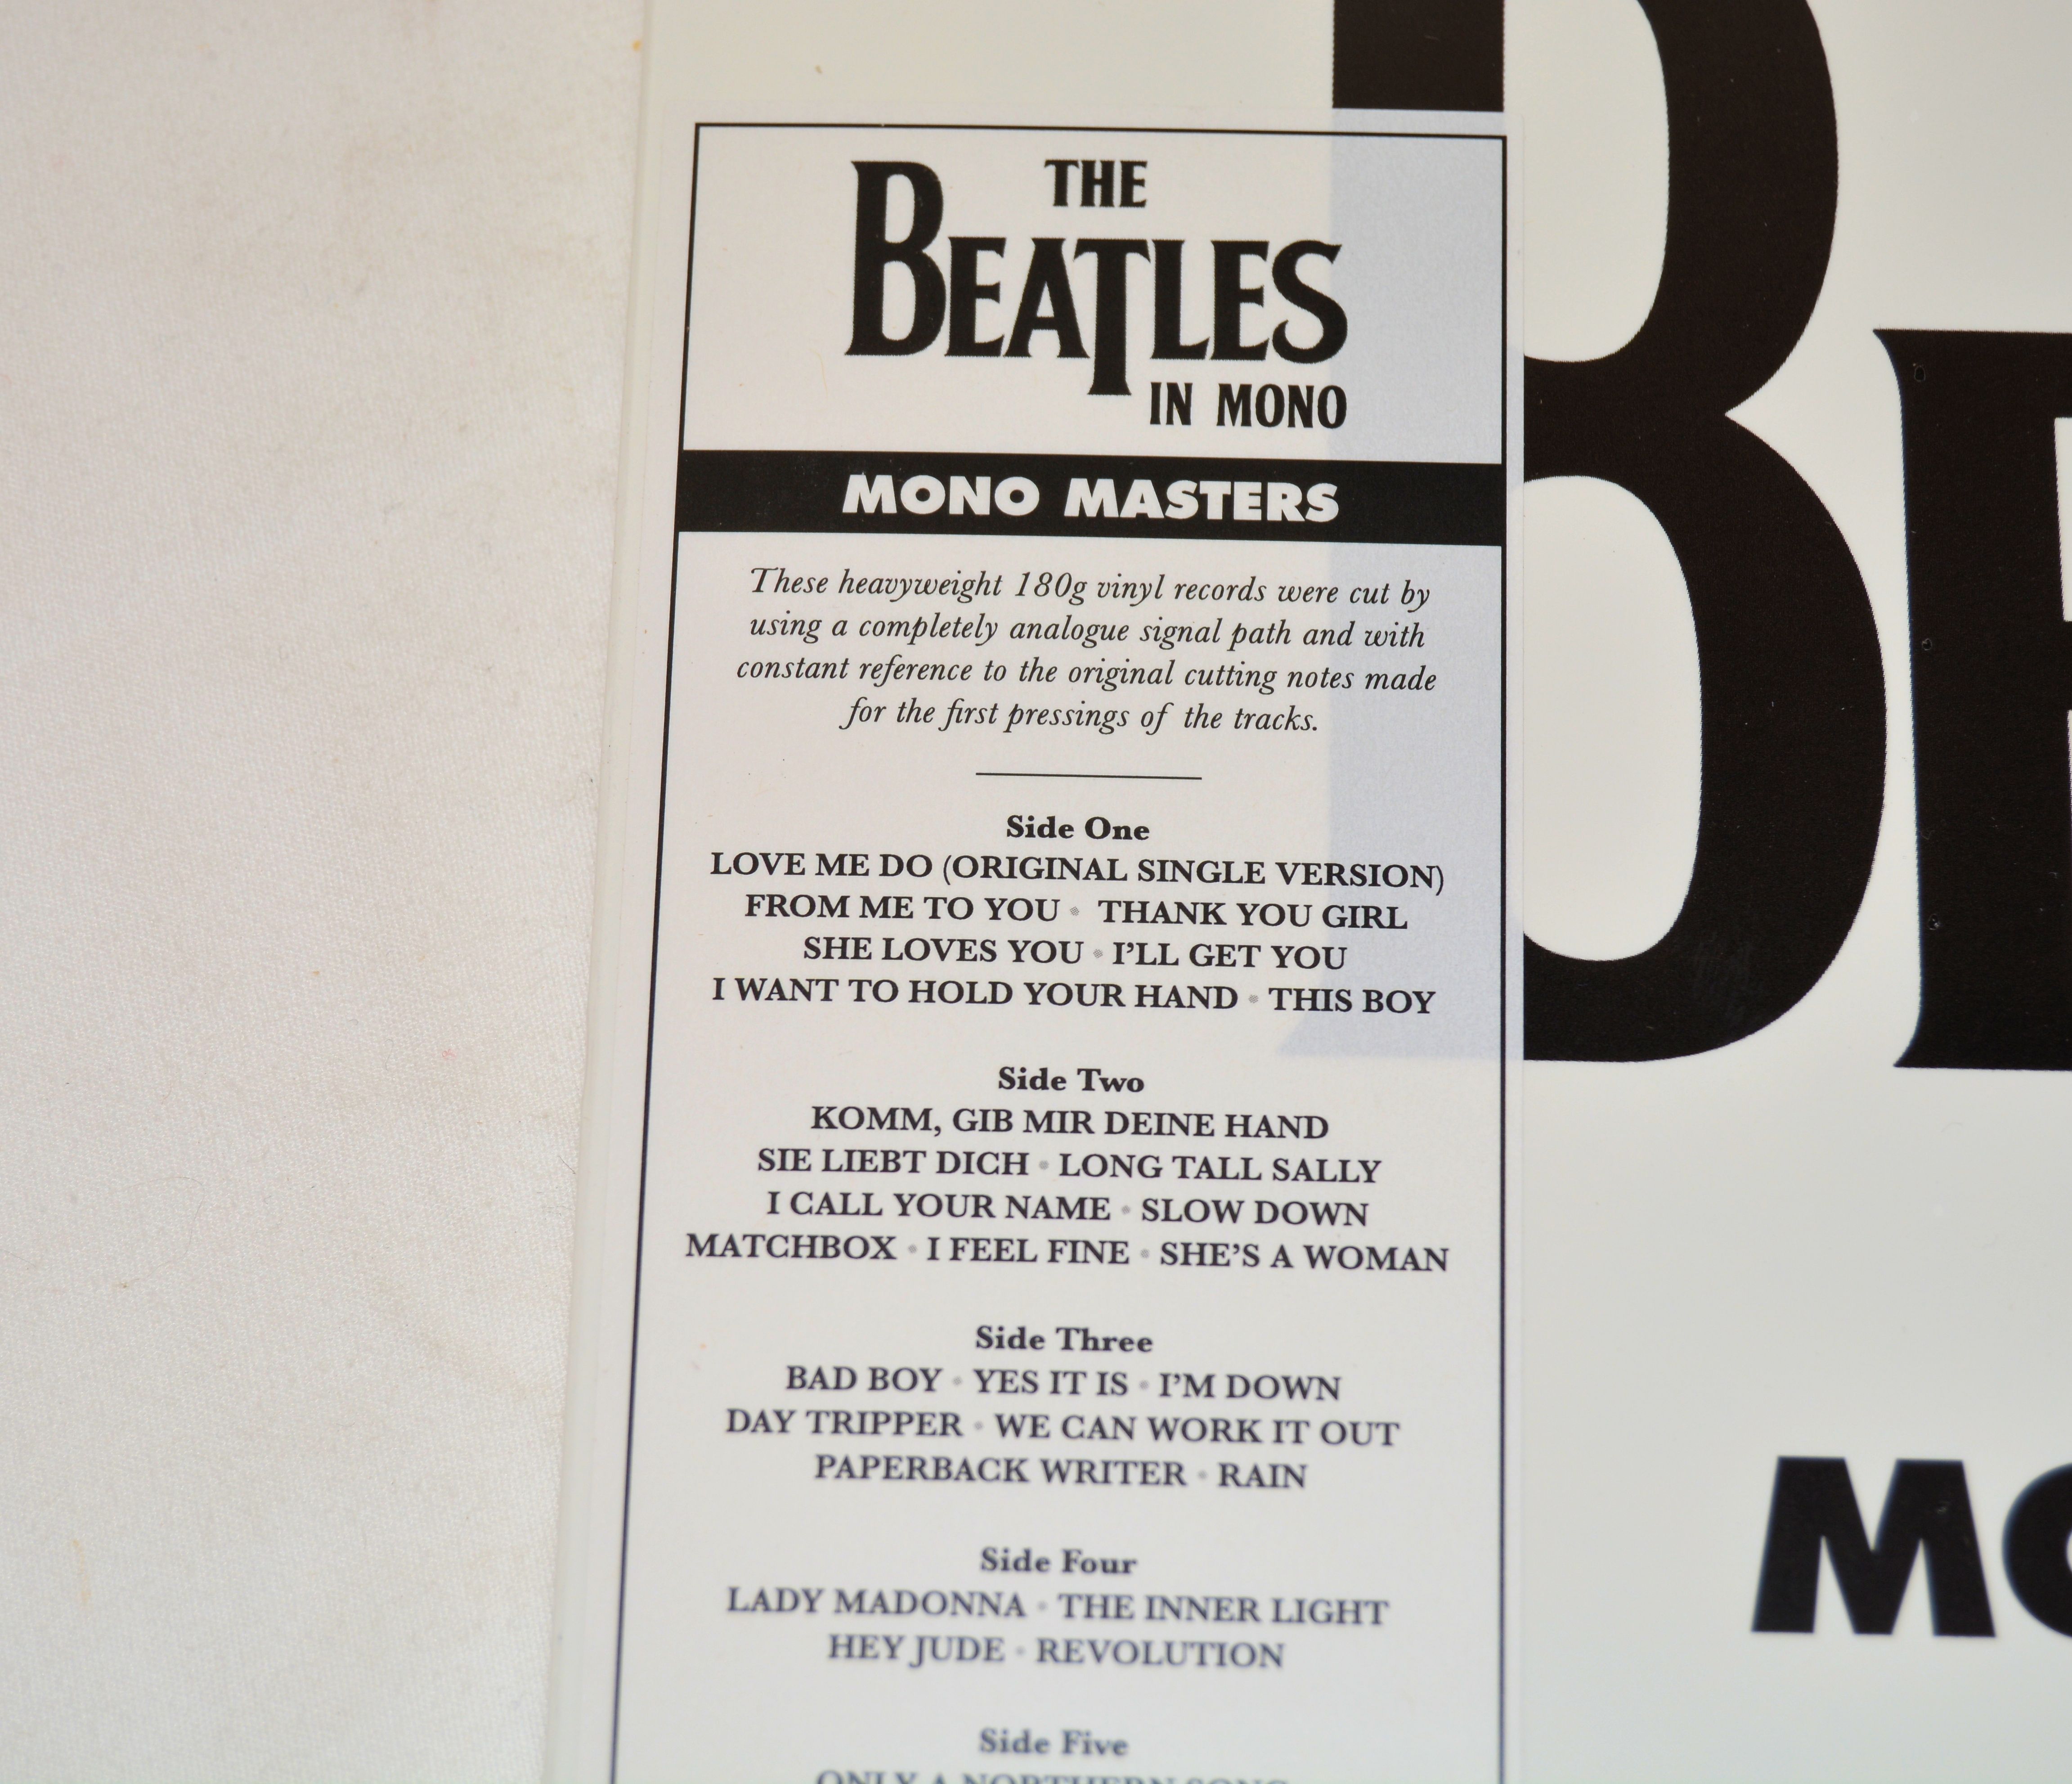 THE
BEATLES
IN MONO
MONO MASTERS
These heavyweight 180g vinyl records were cut by
using a completely analogue signal path and with
constant reference to the original cutting notes made
for the first pressings of the tracks.
Side One
LOVE ME DO (ORIGINAL SINGLE VERSION)
FROM ME TO YOU • THANK YOU GIRL
SHE LOVES YOU • I’LL GET YOU
I WANT TO HOLD YOUR HAND • THIS BOY
Side Two
KOMM, GIB MIR DEINE HAND
SIE LIEBT DICH • LONG TALL SALLY
I CALL YOUR NAME • SLOW DOWN
MATCHBOX • I FEEL FINE • SHE’S A WOMAN
Side Three
BAD BOY • YES IT IS • I’M DOWN
DAY TRIPPER • WE CAN WORK IT OUT
PAPERBACK WRITER • RAIN
Side Four
LADY MADONNA • THE INNER LIGHT
HEY JUDE • REVOLUTION
Side Five
ONLY A NORTHERN SONG